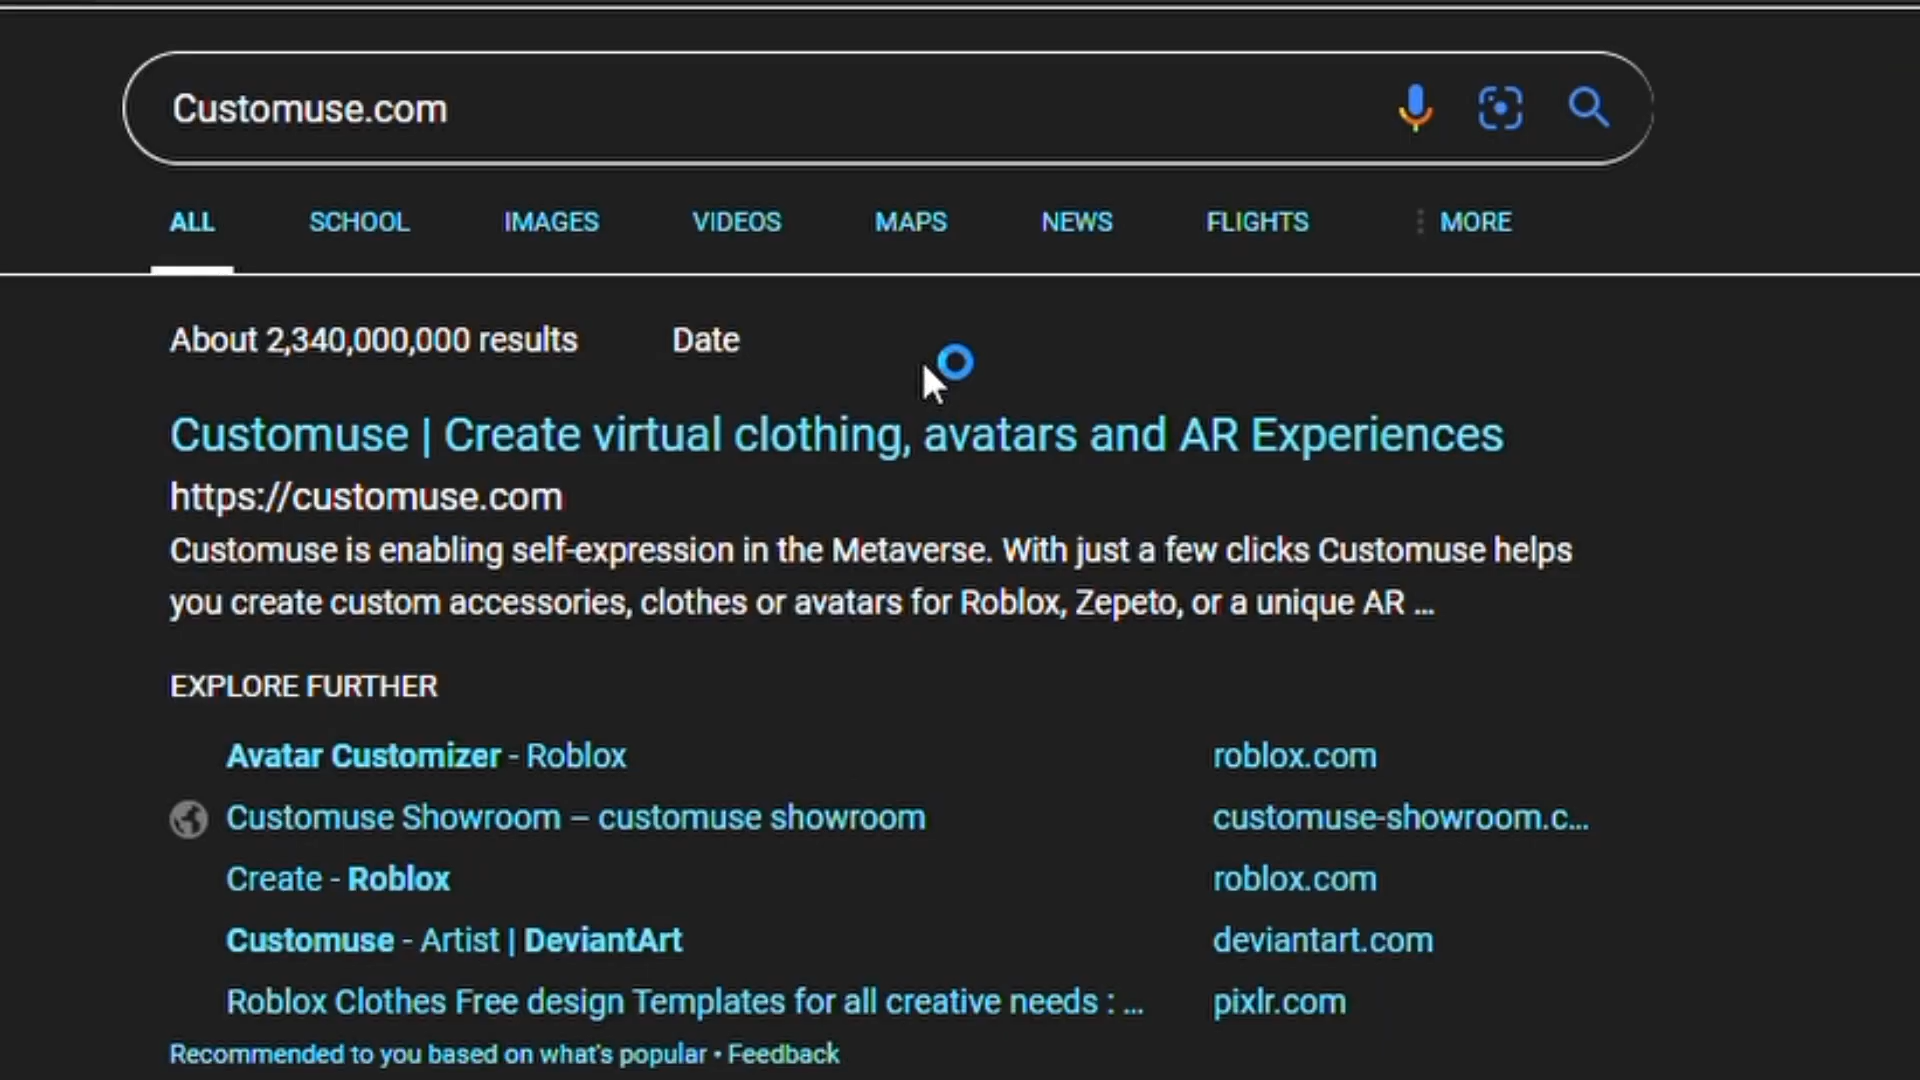 Customuse.com
ALL SCHOOL IMAGES VIDEOS MAPS NEWS FLIGHTS MORE
About 2,340,000,000 results Date
Customuse | Create virtual clothing, avatars and AR Experiences
https://customuse.com
Customuse is enabling self-expression in the Metaverse. With just a few clicks Customuse helps
you create custom accessories, clothes or avatars for Roblox, Zepeto, or a unique AR ...
EXPLORE FURTHER
Avatar Customizer - Roblox roblox.com
Customuse Showroom – customuse showroom customuse-showroom.c...
Create - Roblox roblox.com
Customuse - Artist | DeviantArt deviantart.com
Roblox Clothes Free design Templates for all creative needs : ... pixlr.com
Recommended to you based on what's popular • Feedback